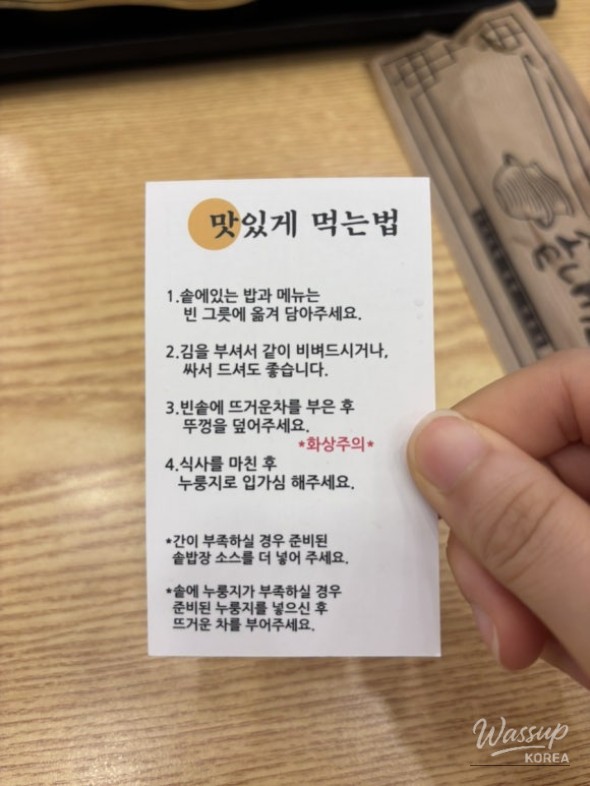 맛있게 먹는법
1.솥에있는 밥과 메뉴는
빈 그릇에 옮겨 담아주세요.
2.김을 부셔서 같이 비벼드시거나,
싸서 드셔도 좋습니다.
3.빈솥에 뜨거운차를 부은 후
뚜껑을 덮어주세요.
*화상주의*
4.식사를 마친 후
누룽지로 입가심 해주세요.
*간이 부족하실 경우 준비된
솥밥장 소스를 더 넣어 주세요.
*솥에 누룽지가 부족하실 경우
준비된 누룽지를 넣으신 후
뜨거운 차를 부어주세요.
Wassup
KOREA